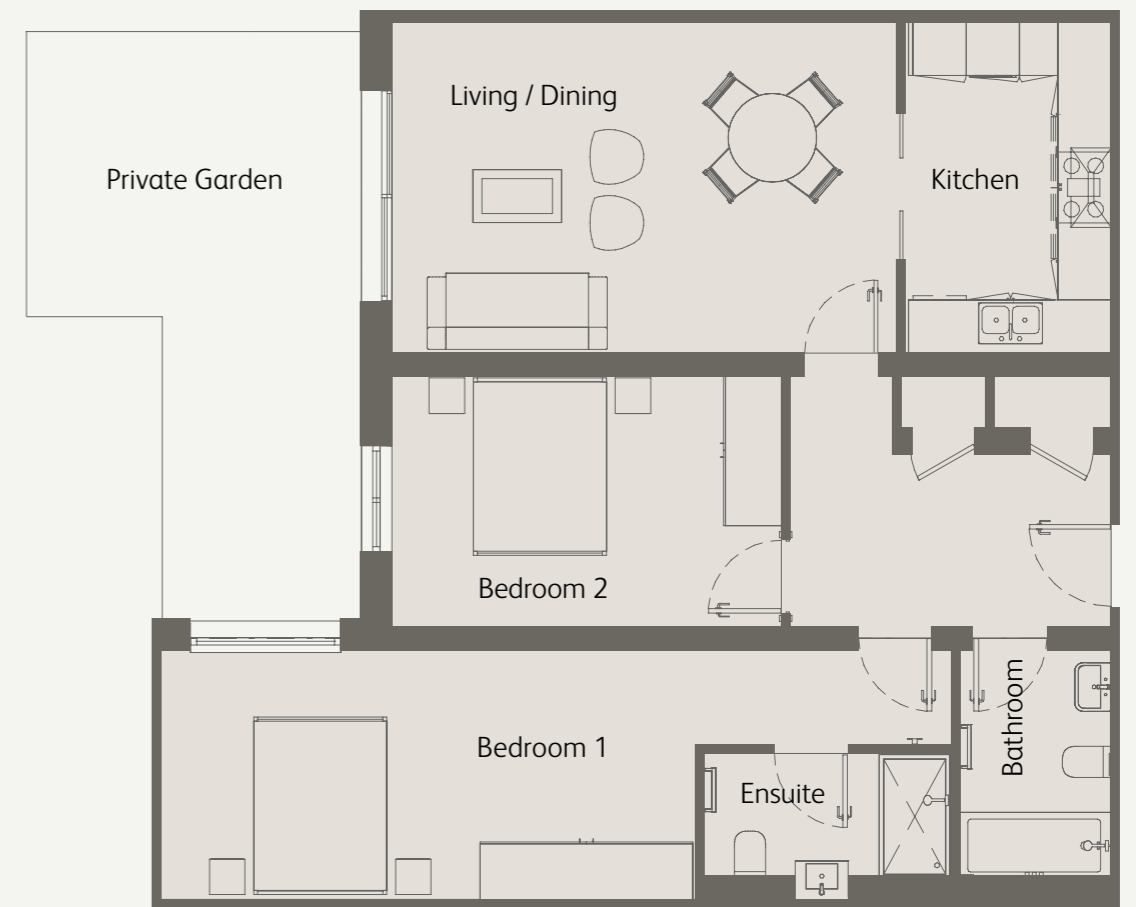 Living / Dining
Private Garden
Kitchen
Bedroom 2
Bathroom
Bedroom 1
Ensuite